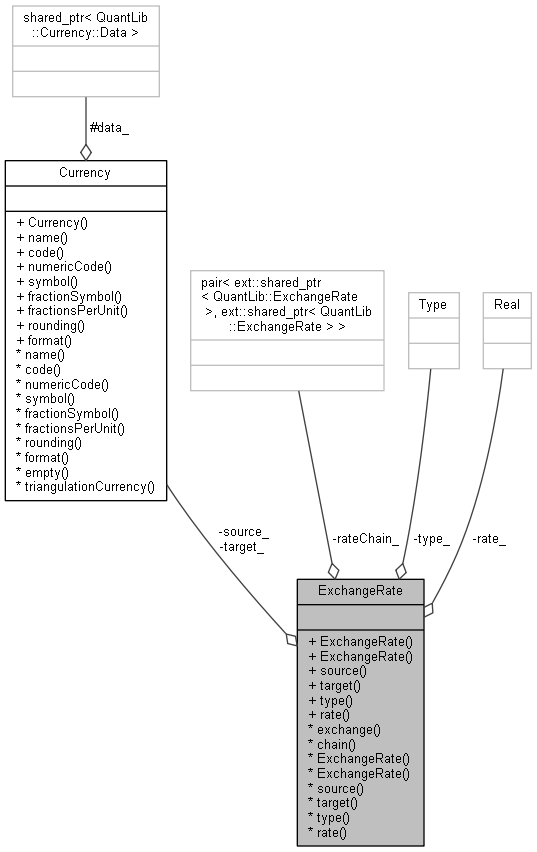 shared_ptr< QuantLib
::Currency::Data >
#data_
Currency
+ Currency()
+ name()
+ code()
+ numericCode()
+ symbol()
+ fractionSymbol()
+ fractionsPerUnit()
+ rounding()
+ format()
* name()
* code()
* numericCode()
* symbol()
* fractionSymbol()
* fractionsPerUnit()
* rounding()
* format()
* empty()
* triangulationCurrency()
pair< ext::shared_ptr
< QuantLib::ExchangeRate
>, ext::shared_ptr< QuantLib
::ExchangeRate > >
Type
Real
-source_
-target_
-rateChain_
-type_
-rate_
ExchangeRate
+ ExchangeRate()
+ ExchangeRate()
+ source()
+ target()
+ type()
+ rate()
* exchange()
* chain()
* ExchangeRate()
* ExchangeRate()
* source()
* target()
* type()
* rate()